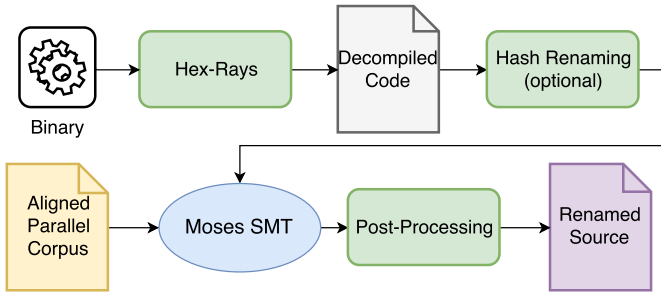 Binary
Hex-Rays
Decompiled
Code
Hash Renaming
(optional)
Aligned
Parallel
Corpus
Moses SMT
Post-Processing
Renamed
Source